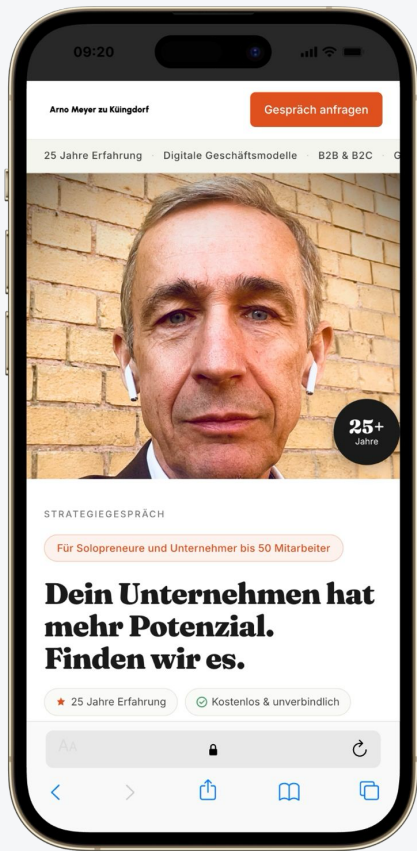 09:20
Arno Meyer zu Küingdorf
Gespräch anfragen
25 Jahre Erfahrung · Digitale Geschäftsmodelle · B2B & B2C · G
25+
Jahre
STRATEGIEGESPRÄCH
Für Solopreneure und Unternehmer bis 50 Mitarbeiter
Dein Unternehmen hat
mehr Potenzial.
Finden wir es.
25 Jahre Erfahrung
Kostenlos & unverbindlich
AA